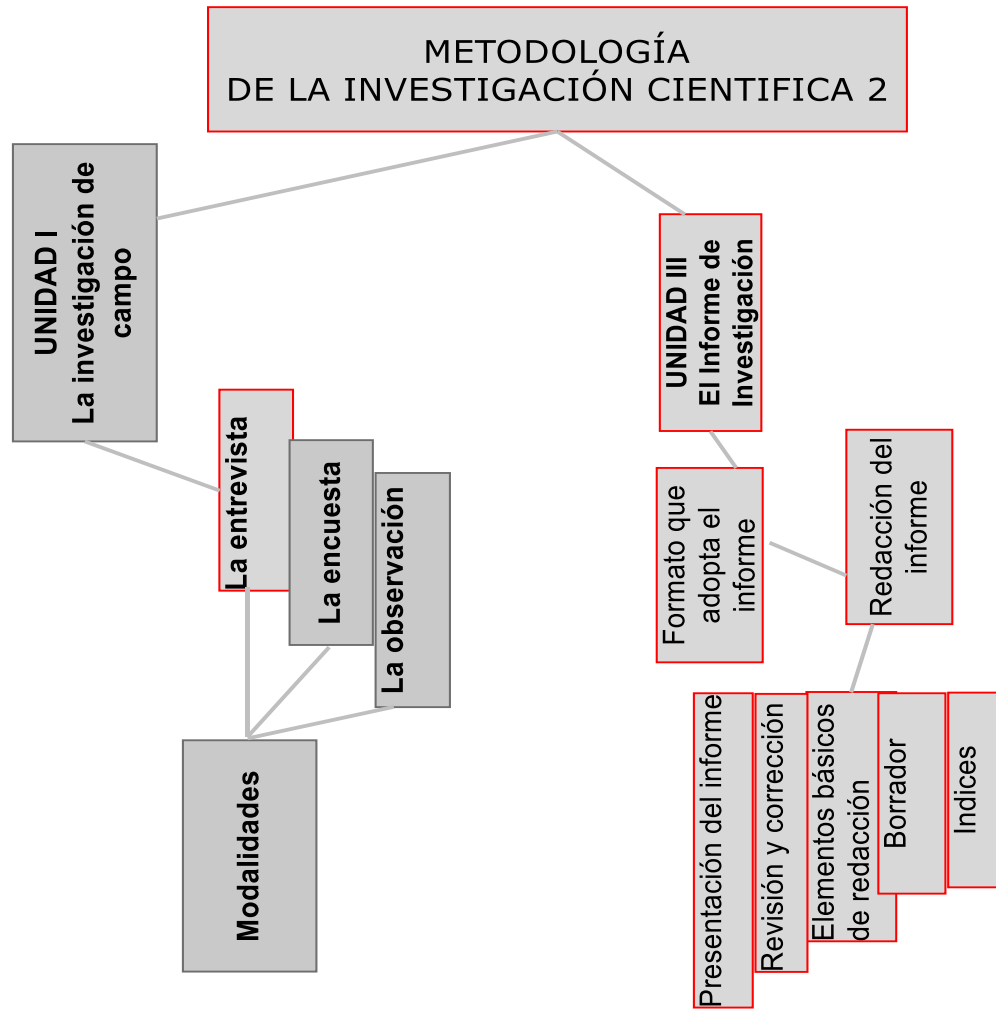 METODOLOGÍA
DE LA INVESTIGACIÓN CIENTIFICA 2
UNIDAD I
La investigación de
campo
La entrevista
La encuesta
La observación
Modalidades
UNIDAD III
El Informe de
Investigación
Formato que
adopta el
informe
Redacción del
informe
Presentación del informe
Revisión y corrección
Elementos básicos
de redacción
Borrador
Indices